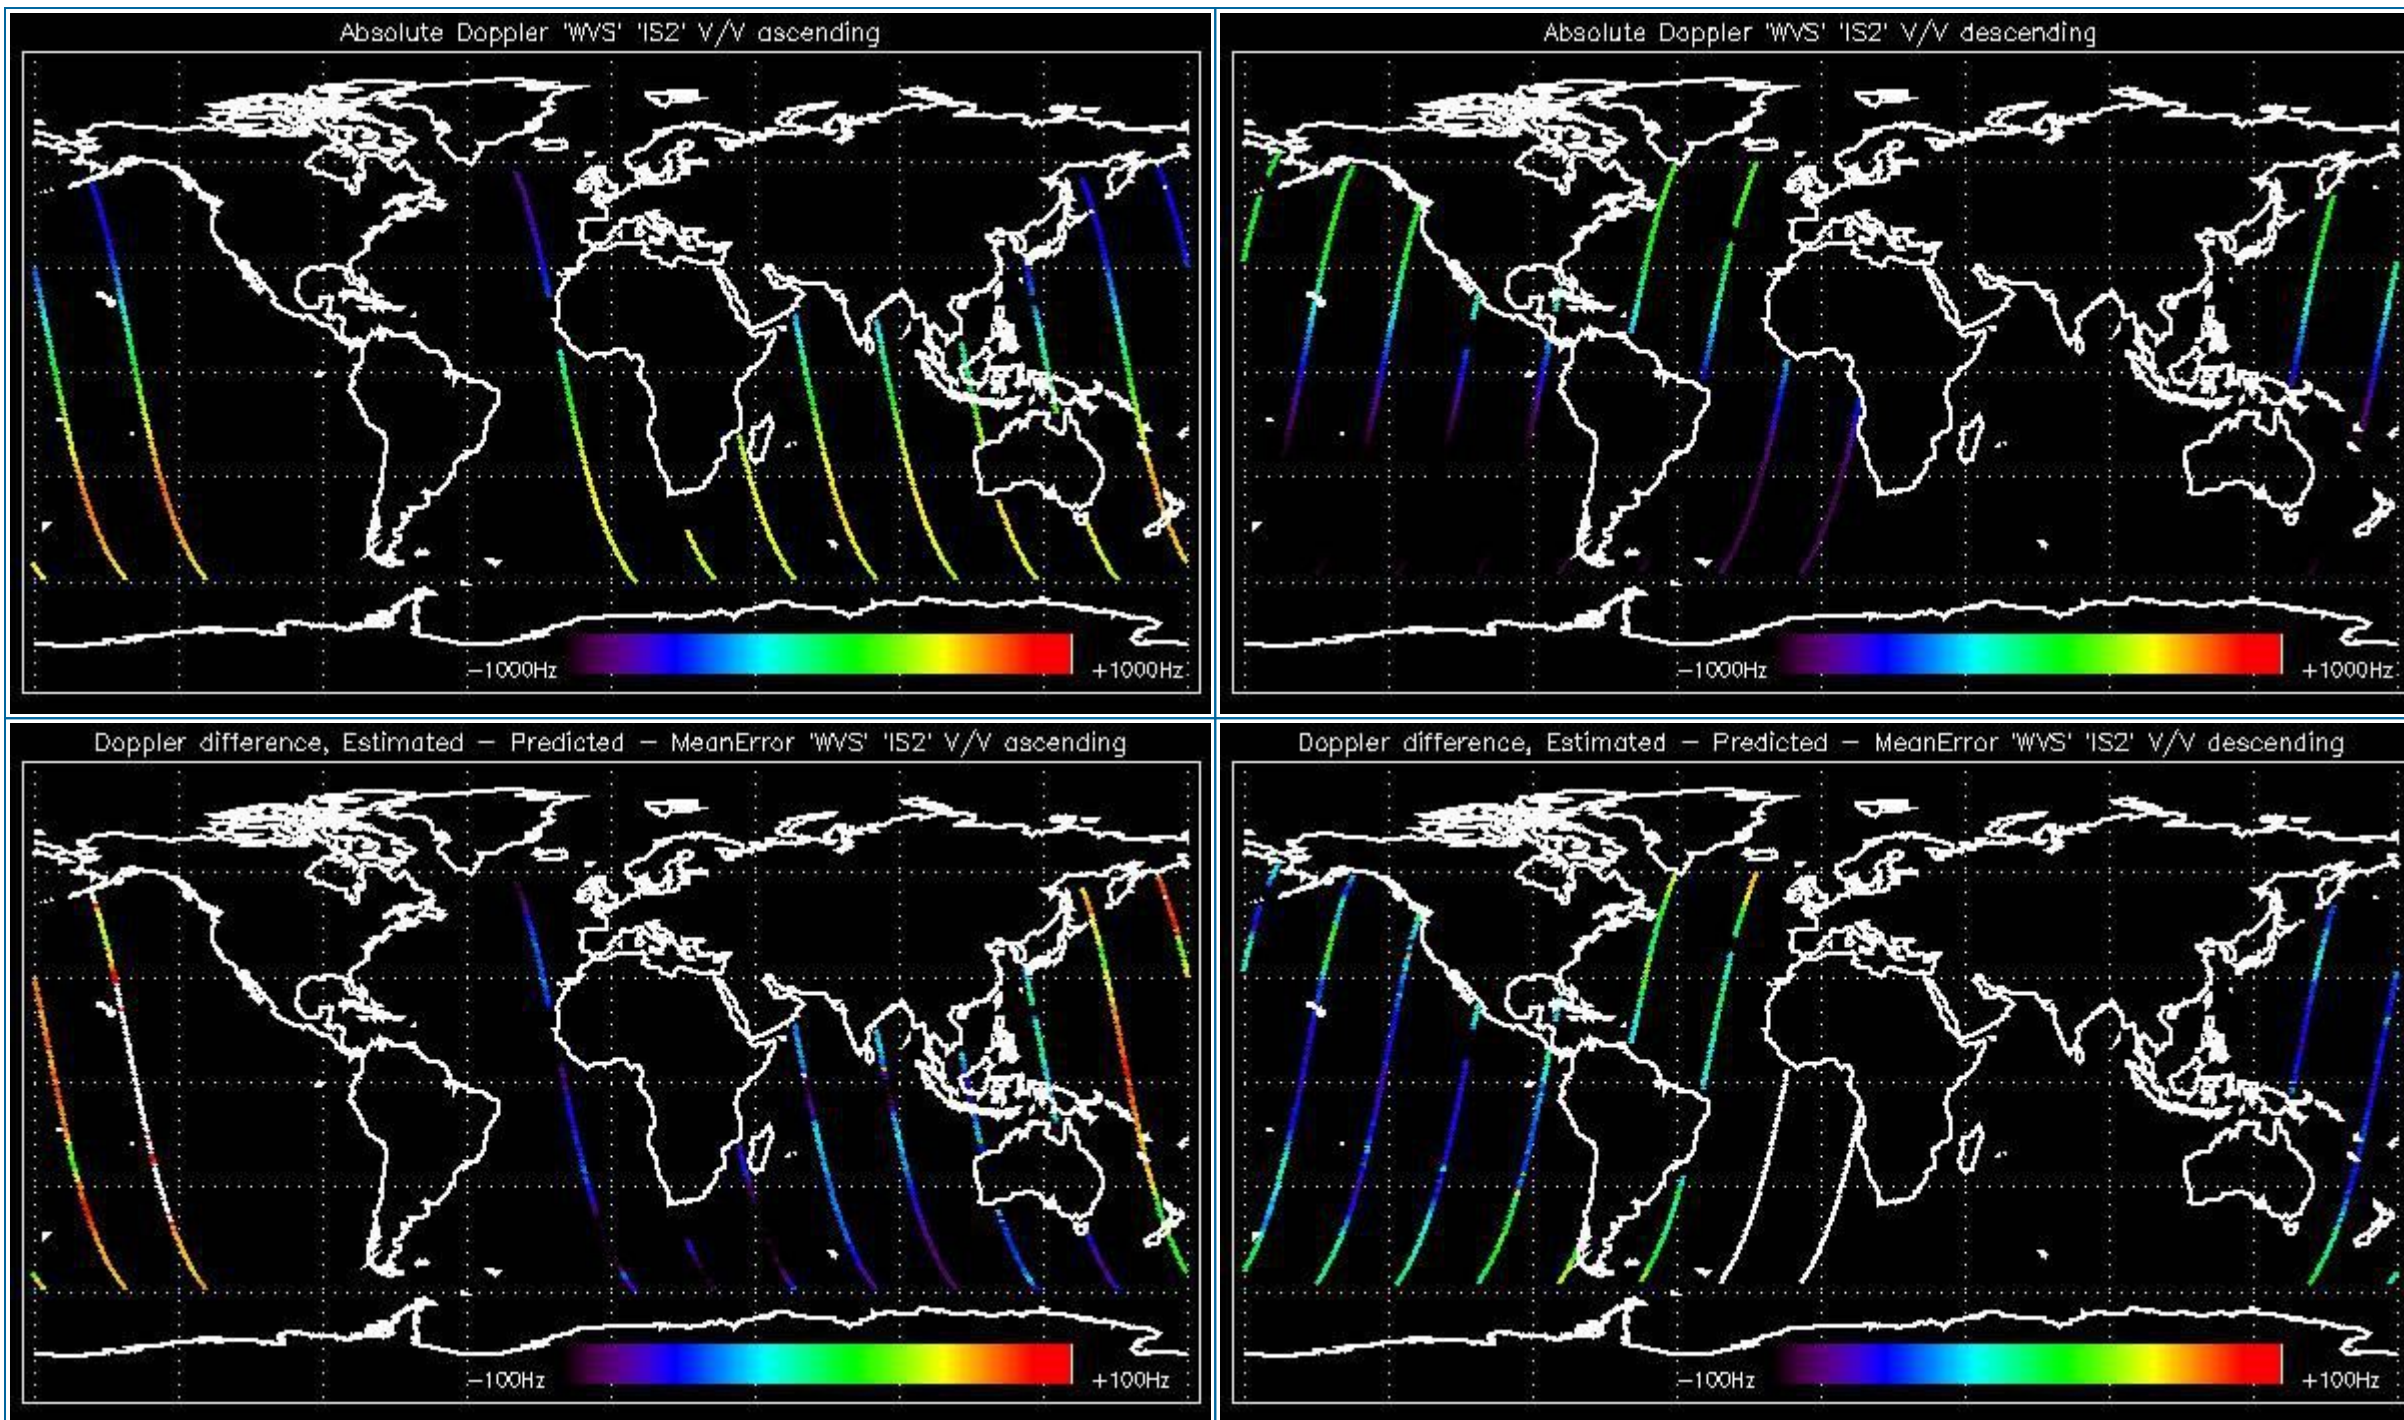 Absolute Doppler 'WVS' 'IS2' V/V ascending
-1000Hz +1000Hz
Absolute Doppler 'WVS' 'IS2' V/V descending
-1000Hz +1000Hz
Doppler difference, Estimated - Predicted - MeanError 'WVS' 'IS2' V/V ascending
-100Hz +100Hz
Doppler difference, Estimated - Predicted - MeanError 'WVS' 'IS2' V/V descending
-100Hz +100Hz